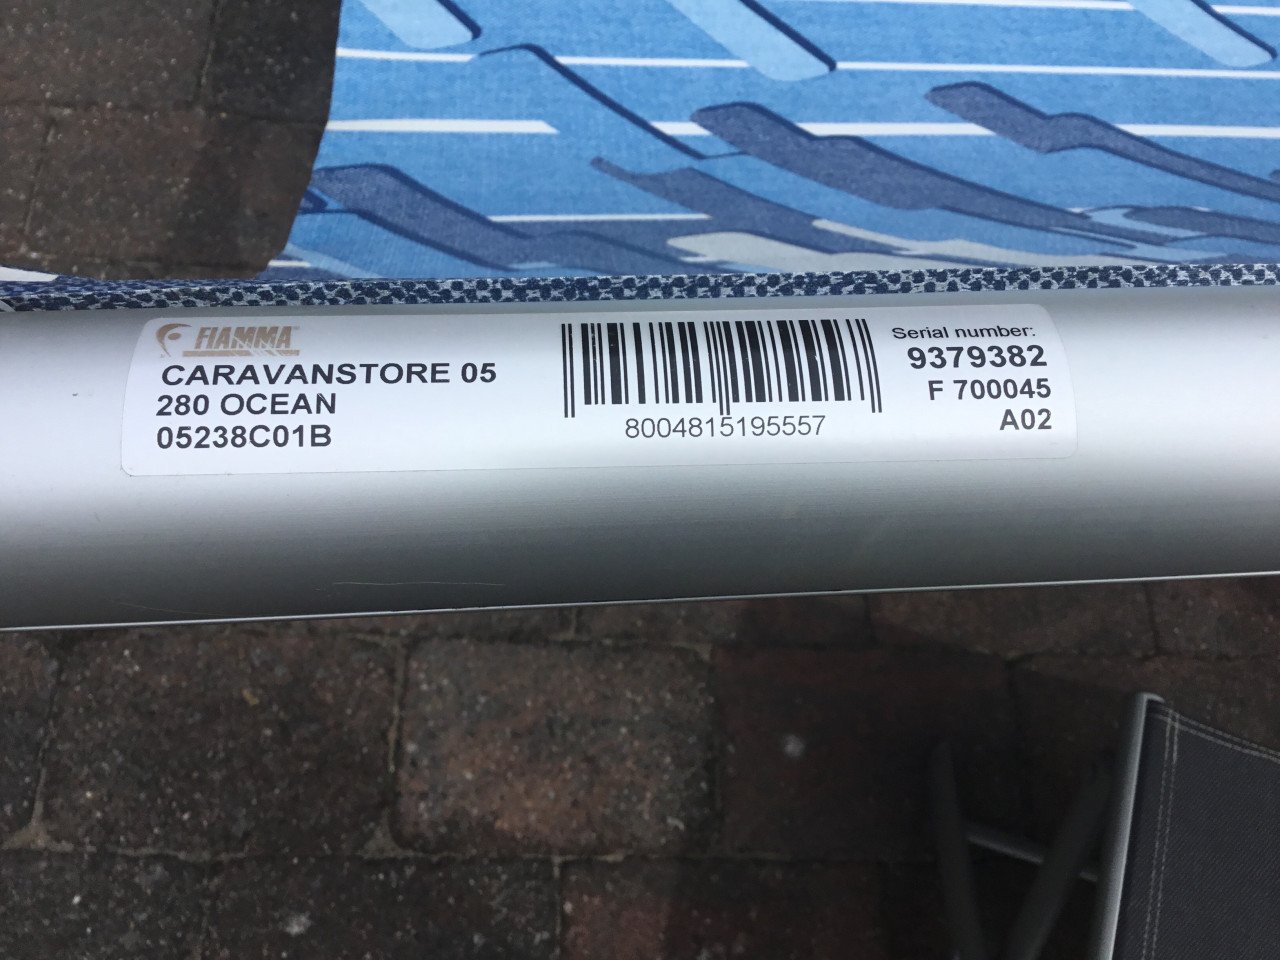 FIAMMA
CARAVANSTORE 05
280 OCEAN
05238C01B
8004815195557
Serial number:
9379382
F 700045
A02